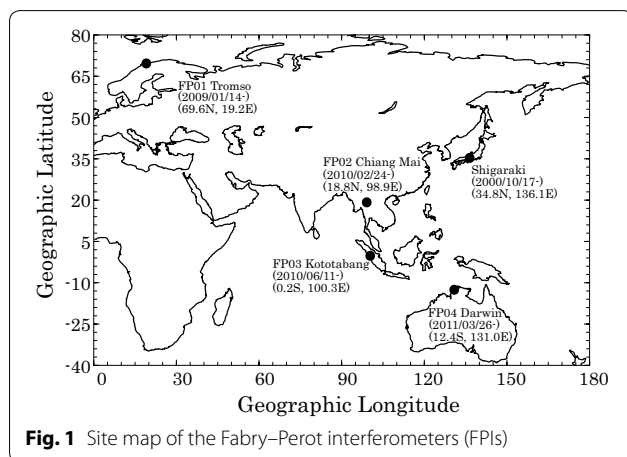 80
65
50
35
20
5
-10
-25
-40
Geographic Latitude
FP01 Tromso
(2009/01/14-)
(69.6N, 19.2E)
FP02 Chiang Mai
(2010/02/24-)
(18.8N, 98.9E)
Shigaraki
(2000/10/17-)
(34.8N, 136.1E)
FP03 Kototabang
(2010/06/11-)
(0.2S, 100.3E)
FP04 Darwin
(2011/03/26-)
(12.4S, 131.0E)
0 30 60 90 120 150 180
Geographic Longitude
Fig. 1 Site map of the Fabry–Perot interferometers (FPIs)